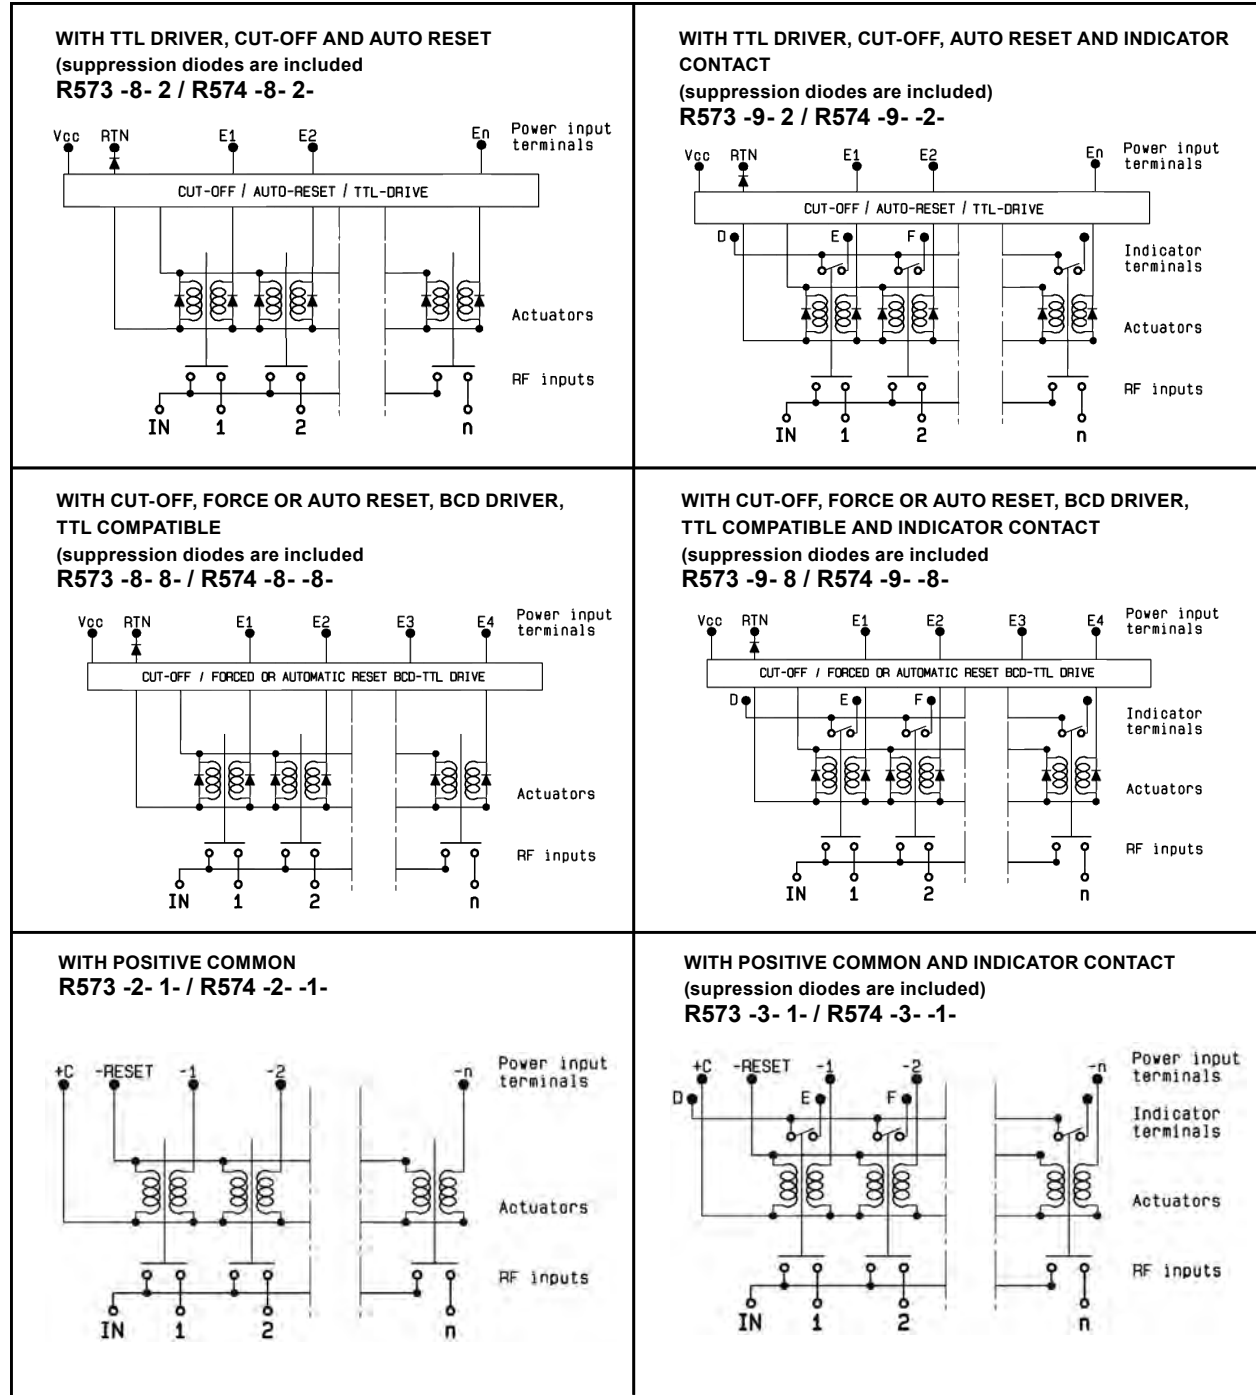 WITH TTL DRIVER, CUT-OFF AND AUTO RESET
(suppression diodes are included
R573 -8- 2 / R574 -8- 2-
Vcc RTN E1 E2 En Power input
terminals
CUT-OFF / AUTO-RESET / TTL-DRIVE
Actuators
RF inputs
IN 1 2 n
WITH TTL DRIVER, CUT-OFF, AUTO RESET AND INDICATOR
CONTACT
(suppression diodes are included)
R573 -9- 2 / R574 -9- -2-
Vcc RTN E1 E2 En Power input
terminals
CUT-OFF / AUTO-RESET / TTL-DRIVE
D E F
Indicator
terminals
Actuators
RF inputs
IN 1 2 n
WITH CUT-OFF, FORCE OR AUTO RESET, BCD DRIVER,
TTL COMPATIBLE
(suppression diodes are included
R573 -8- 8- / R574 -8- -8-
Vcc RTN E1 E2 E3 E4 Power input
terminals
CUT-OFF / FORCED OR AUTOMATIC RESET BCD-TTL DRIVE
Actuators
RF inputs
IN 1 2 n
WITH CUT-OFF, FORCE OR AUTO RESET, BCD DRIVER,
TTL COMPATIBLE AND INDICATOR CONTACT
(suppression diodes are included
R573 -9- 8 / R574 -9- -8-
Vcc RTN E1 E2 E3 E4 Power input
terminals
CUT-OFF / FORCED OR AUTOMATIC RESET BCD-TTL DRIVE
D E F
Indicator
terminals
Actuators
RF inputs
IN 1 2 n
WITH POSITIVE COMMON
R573 -2- 1- / R574 -2- -1-
+C -RESET -1 -2 -n Power input
terminals
Actuators
RF inputs
IN 1 2 n
WITH POSITIVE COMMON AND INDICATOR CONTACT
(supression diodes are included)
R573 -3- 1- / R574 -3- -1-
+C -RESET -1 -2 -n Power input
terminals
D E F
Indicator
terminals
Actuators
RF inputs
IN 1 2 n